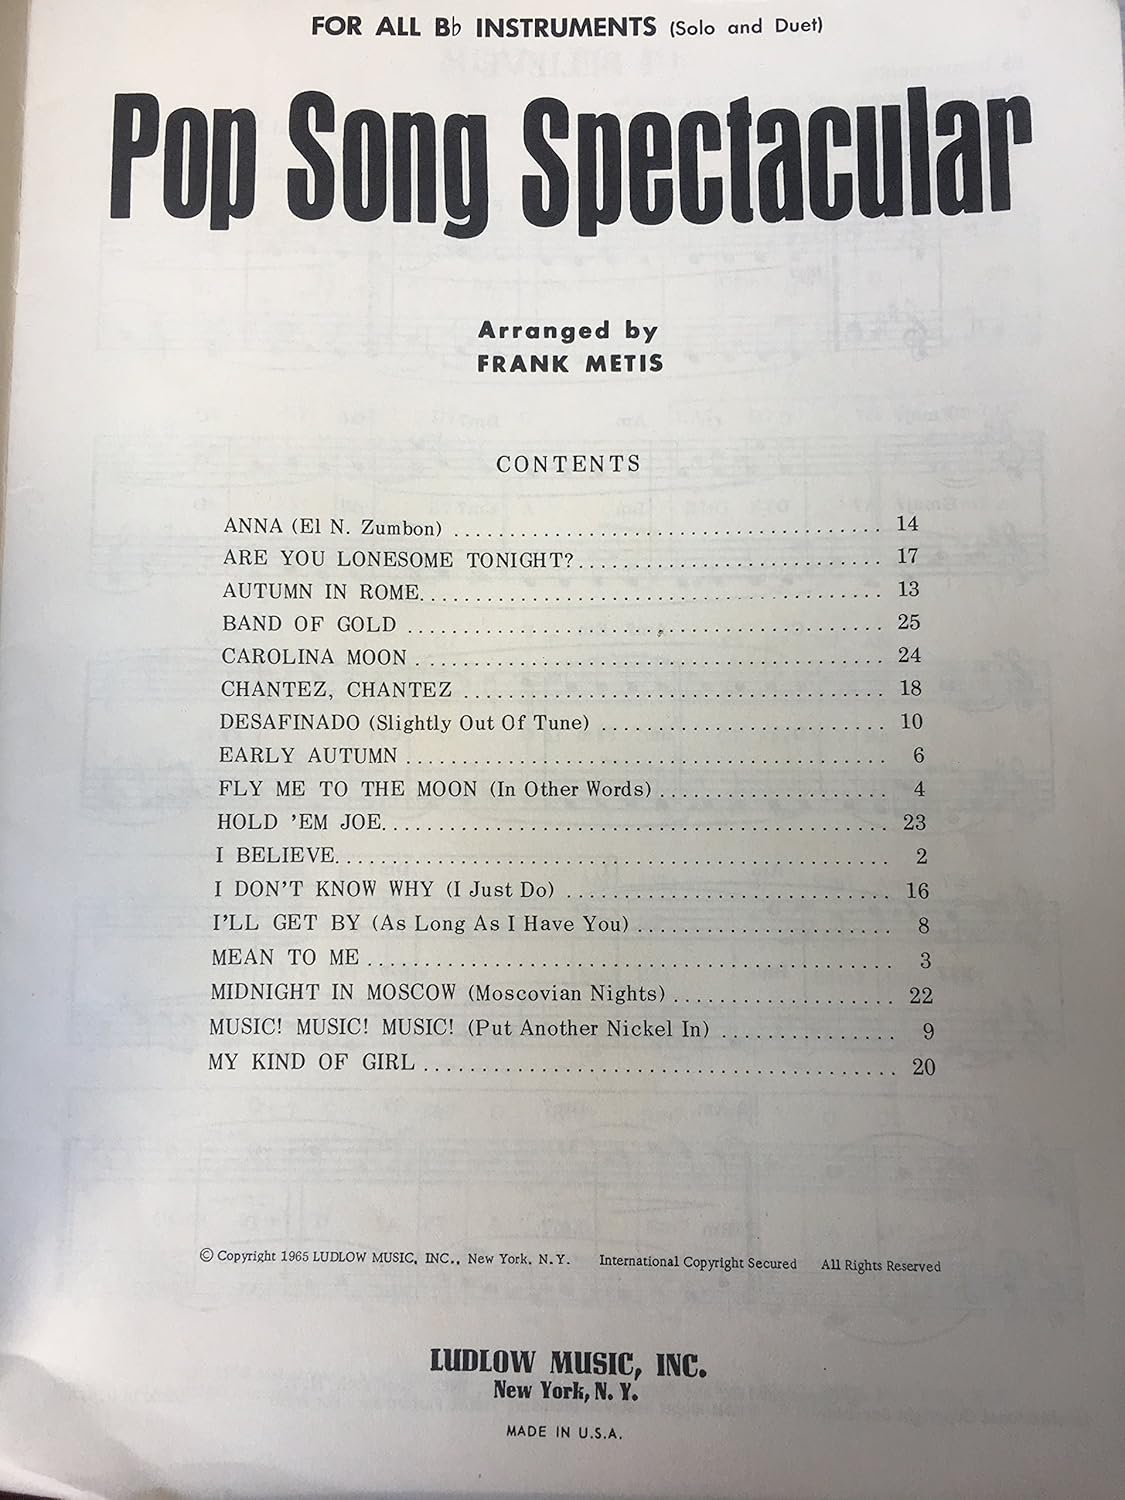 FOR ALL B♭ INSTRUMENTS (Solo and Duet)
Pop Song Spectacular
Arranged by
FRANK METIS
CONTENTS
ANNA (El N. Zumbon) ........................................ 14
ARE YOU LONESOME TONIGHT?............................ 17
AUTUMN IN ROME.......................................... 13
BAND OF GOLD ............................................ 25
CAROLINA MOON ........................................... 24
CHANTEZ, CHANTEZ ....................................... 18
DESAFINADO (Slightly Out Of Tune) .......................... 10
EARLY AUTUMN ............................................ 6
FLY ME TO THE MOON (In Other Words) ..................... 4
HOLD 'EM JOE.............................................. 23
I BELIEVE.................................................. 2
I DON'T KNOW WHY (I Just Do) .............................. 16
I'LL GET BY (As Long As I Have You) ....................... 8
MEAN TO ME ................................................ 3
MIDNIGHT IN MOSCOW (Moscovian Nights) .................... 22
MUSIC! MUSIC! MUSIC! (Put Another Nickel In) ................ 9
MY KIND OF GIRL ........................................... 20
© Copyright 1965 LUDLOW MUSIC, INC., New York, N.Y. International Copyright Secured All Rights Reserved
LUDLOW MUSIC, INC.
New York, N. Y.
MADE IN U.S.A.